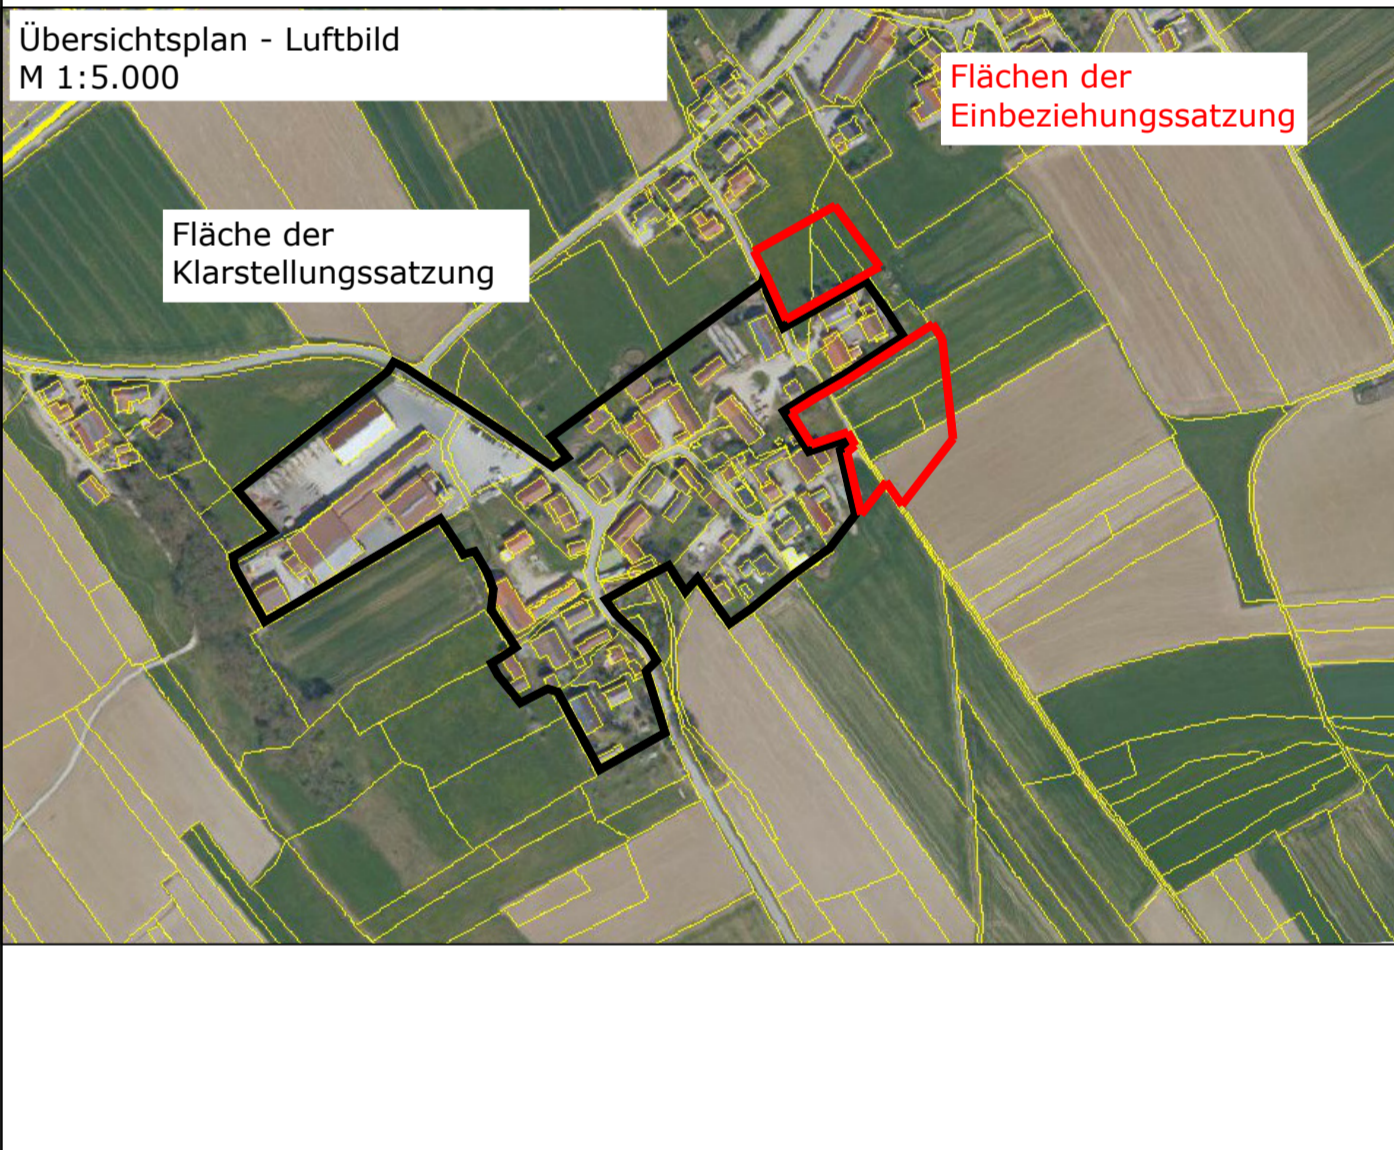 Übersichtsplan - Luftbild
M 1:5.000
Flächen der
Einbeziehungssatzung
Fläche der
Klarstellungssatzung